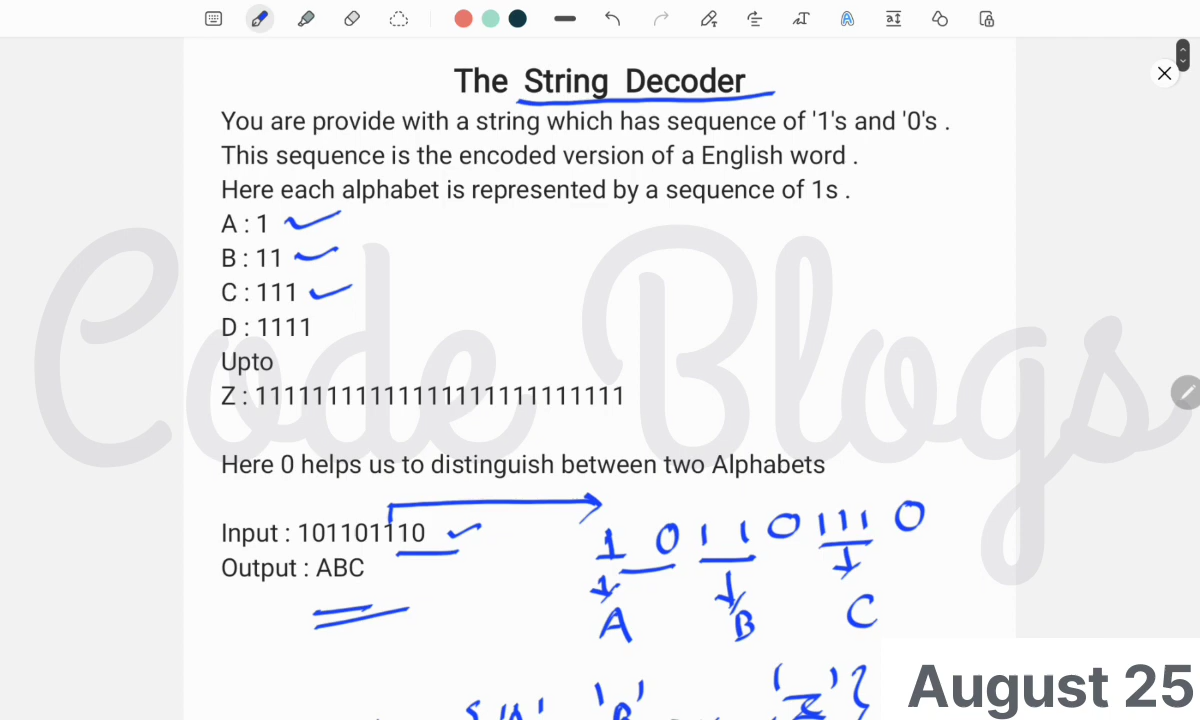 The String Decoder
You are provide with a string which has sequence of '1's and '0's .
This sequence is the encoded version of a English word .
Here each alphabet is represented by a sequence of 1s .
A : 1
B : 11
C : 111
D : 1111
Upto
Z : 11111111111111111111111111
Here 0 helps us to distinguish between two Alphabets
Input : 101101110
Output : ABC
1 0 1 1 0 1 1 1 0
A B C
'Z' }
Code Blogs
August 25